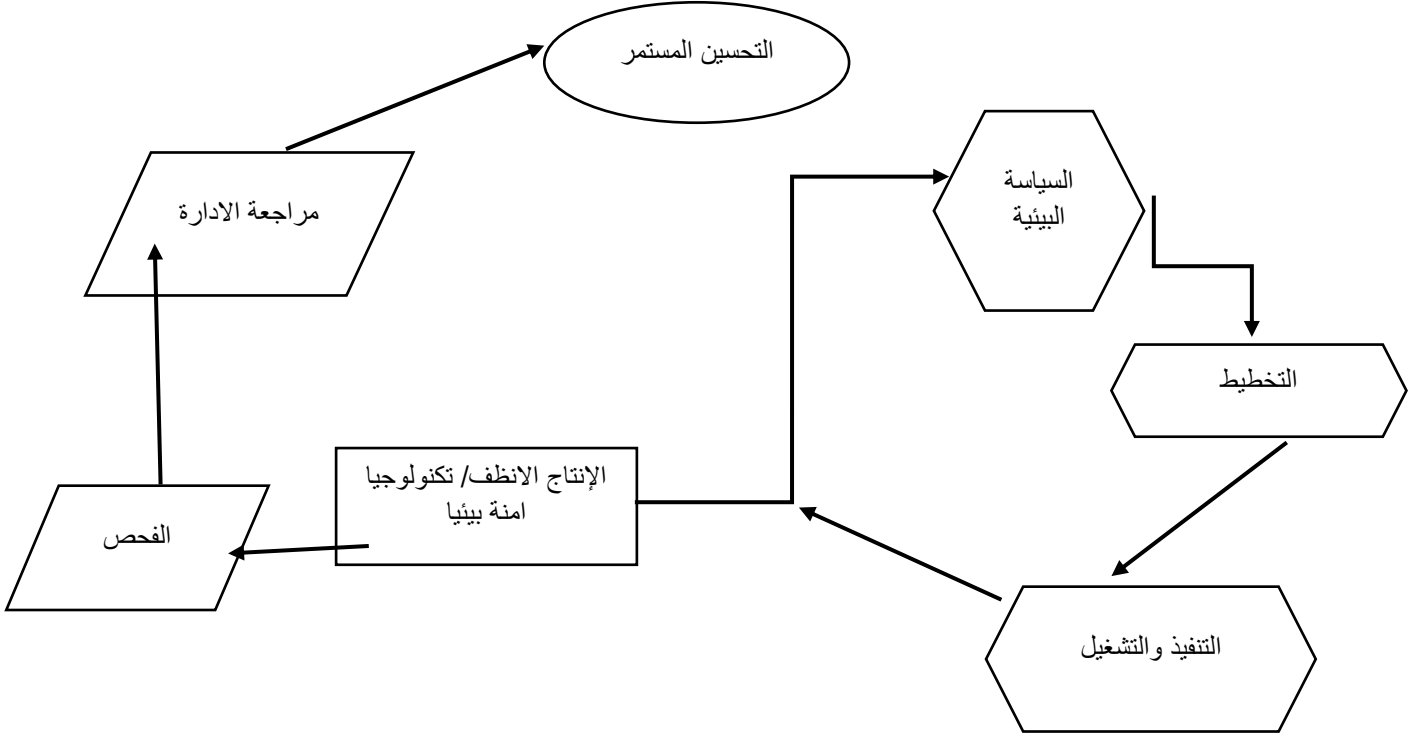 التحسين المستمر
السياسة
البيئية
مراجعة الادارة
التخطيط
الإنتاج الانظف/ تكنولوجيا
امنة بيئيا
الفحص
التنفيذ والتشغيل